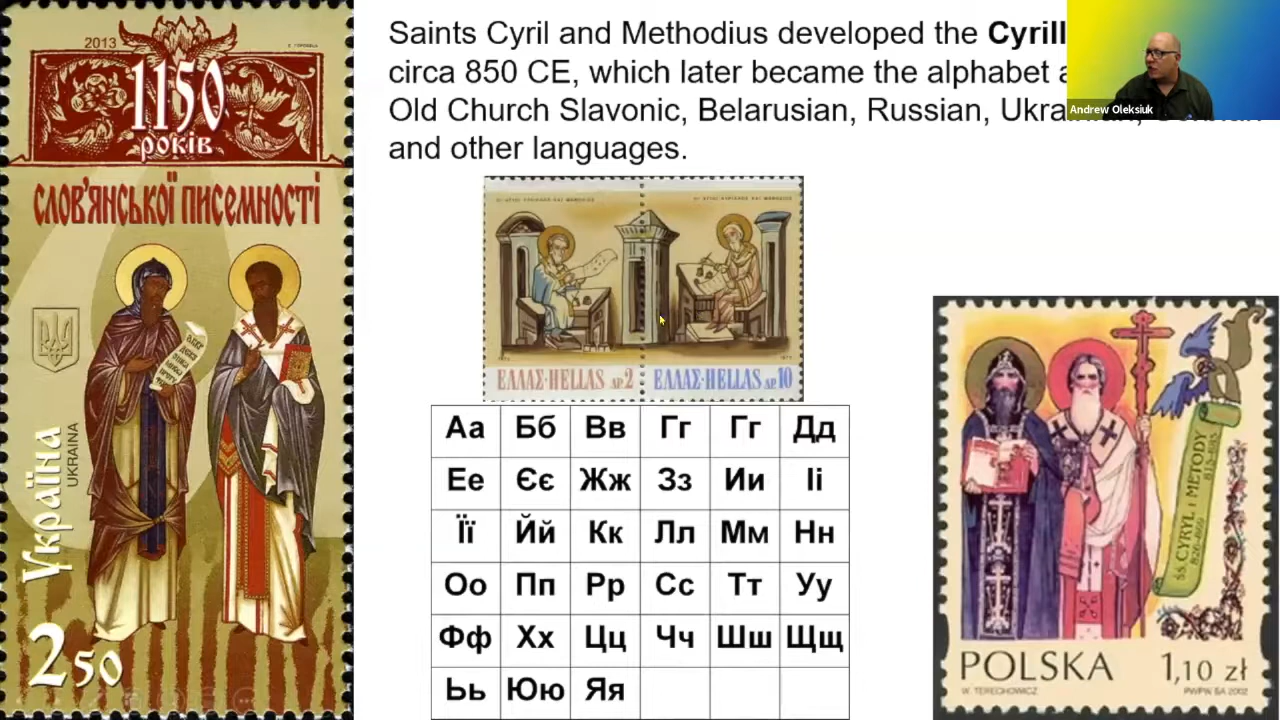 Saints Cyril and Methodius developed the Cyrill
circa 850 CE, which later became the alphabet a
Old Church Slavonic, Belarusian, Russian,
and other languages.
Andrew Oleksiuk
2013
1150
років
слов'янської писемності
Україна
UKRAINA
2 50
ΕΛΛΑΣ·HELLAS ΔΡ.2
ΕΛΛΑΣ·HELLAS ΔΡ.10
Аа Бб Вв Гг Гг Дд
Ее Єє Жж Зз Ии Іі
Її Йй Кк Лл Мм Нн
Оо Пп Рр Сс Тт Уу
Фф Хх Цц Чч Шш Щщ
Ьь Юю Яя
ŚŚ. CYRYL i METODY
POLSKA 1,10 zł
W. TERECHOWICZ
PWPW SA 2002